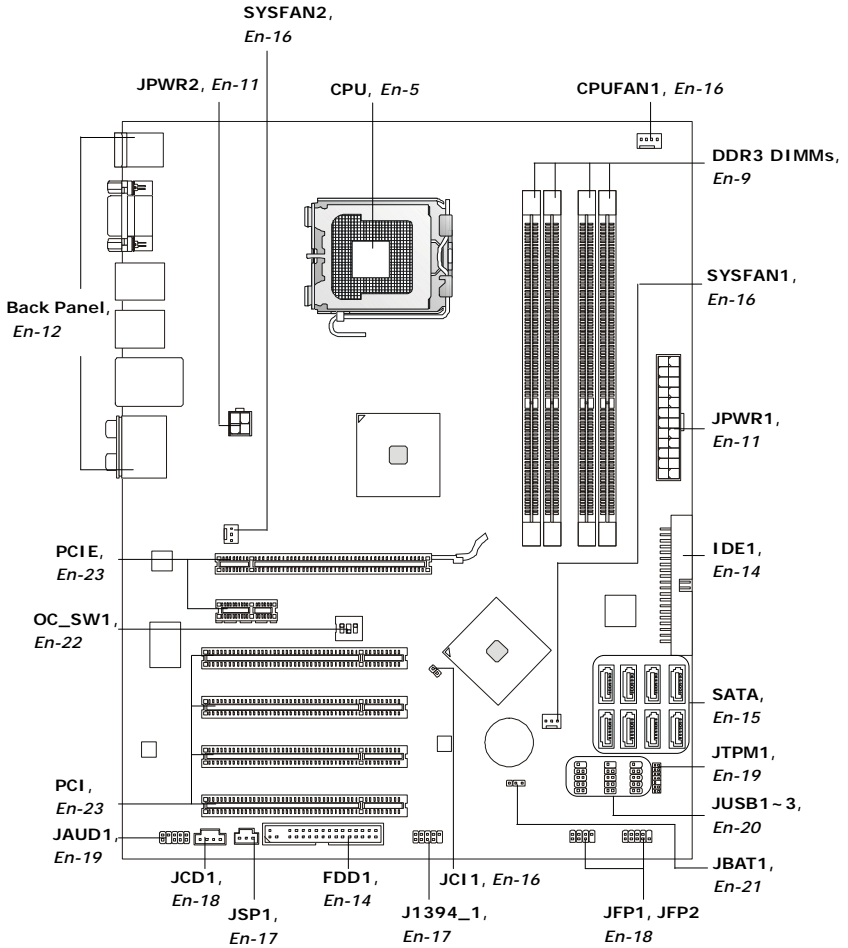 SYSFAN2,
En-16
JPWR2, En-11
CPU, En-5
CPUFAN1, En-16
DDR3 DIMMs,
En-9
SYSFAN1,
En-16
Back Panel,
En-12
JPWR1,
En-11
PCIE,
En-23
IDE1,
En-14
OC_SW1,
En-22
SATA,
En-15
JTPM1,
En-19
PCI,
En-23
JUSB1~3,
En-20
JAUD1,
En-19
JBAT1,
En-21
JCD1,
En-18
JSP1,
En-17
FDD1,
En-14
J1394_1,
En-17
JCI1, En-16
JFP1, JFP2
En-18